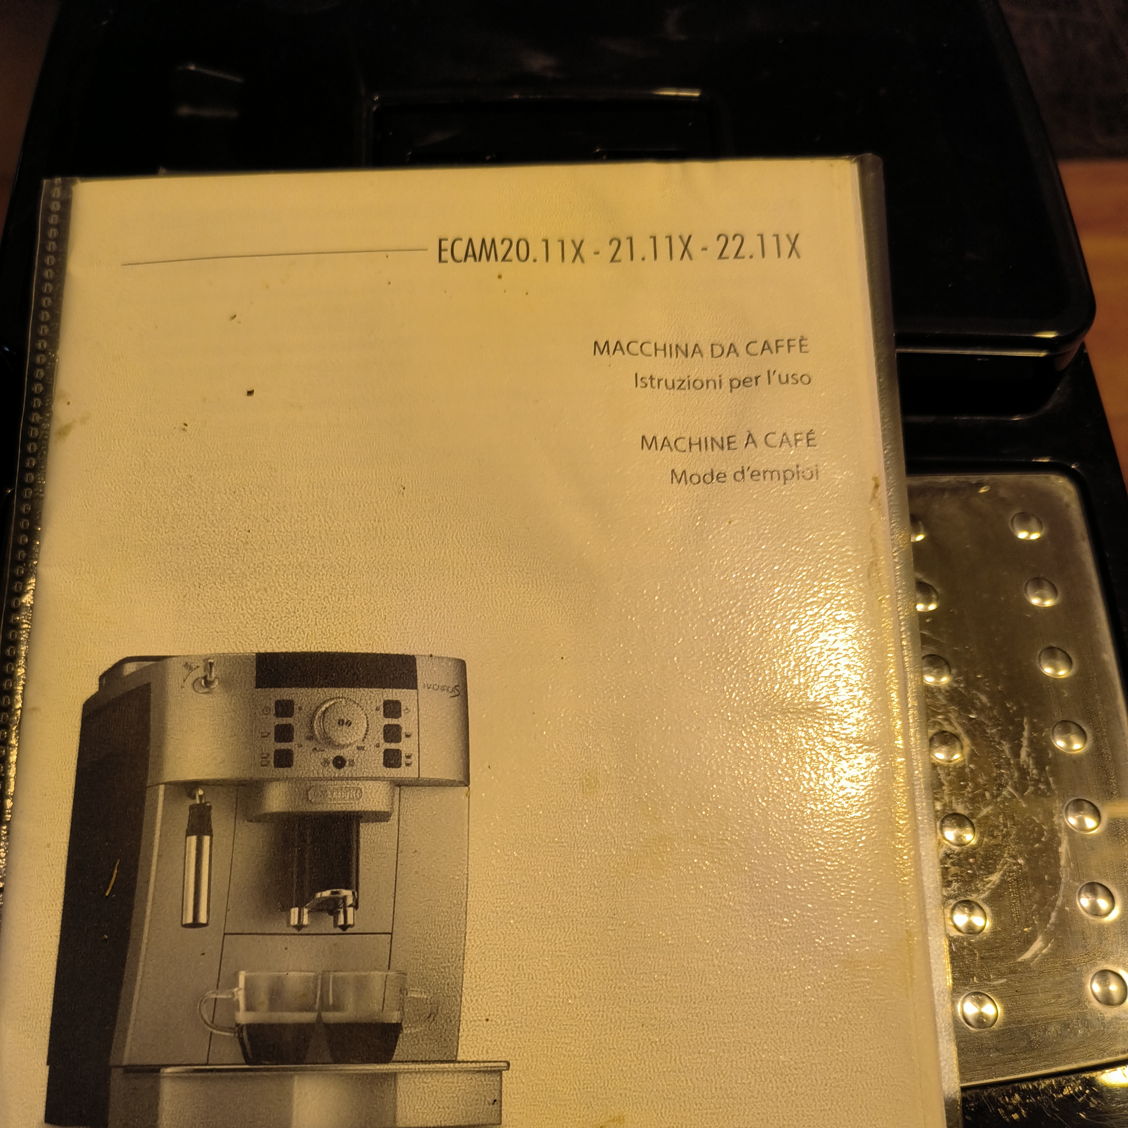 ECAM20.11X - 21.11X - 22.11X
MACCHINA DA CAFFÈ
Istruzioni per l'uso
MACHINE À CAFÉ
Mode d'emploi